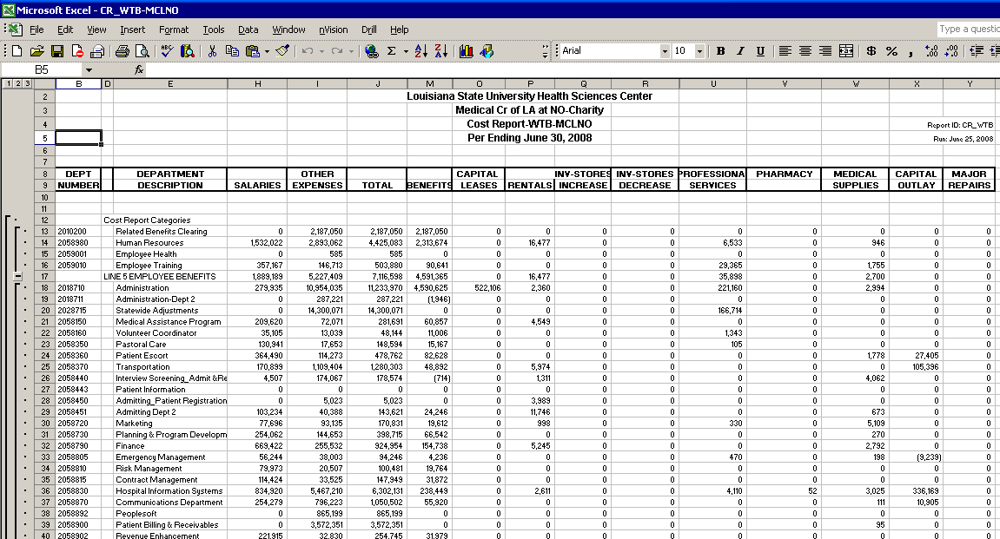 Microsoft Excel - CR_WTB-MCLNO
File Edit View Insert Format Tools Data Window nVision Drill Help
Type a questic
Arial 10 B I U $ % ,
B5 fx
1 2 3 B D E H I J M O P Q R U V W X Y
2 Louisiana State University Health Sciences Center
3 Medical Cr of LA at NO-Charity
4 Cost Report-WTB-MCLNO Report ID: CR_WTB
5 Per Ending June 30, 2008 Run: June 25, 2008
6
7
8 DEPT DEPARTMENT OTHER CAPITAL INV-STORES INV-STORES PROFESSIONA PHARMACY MEDICAL CAPITAL MAJOR
9 NUMBER DESCRIPTION SALARIES EXPENSES TOTAL BENEFITS LEASES RENTALS INCREASE DECREASE SERVICES SUPPLIES OUTLAY REPAIRS
10
11
12 Cost Report Categories
13 2010200 Related Benefits Clearing 0 2,187,050 2,187,050 2,187,050 0 0 0 0 0 0 0 0 0
14 2058980 Human Resources 1,532,022 2,893,062 4,425,083 2,313,674 0 16,477 0 0 6,533 0 946 0 0
15 2059001 Employee Health 0 585 585 0 0 0 0 0 0 0 0 0 0
16 2059010 Employee Training 357,167 146,713 503,880 90,641 0 0 0 0 29,365 0 1,755 0 0
17 LINE 5 EMPLOYEE BENEFITS 1,889,189 5,227,409 7,116,598 4,591,365 0 16,477 0 0 35,898 0 2,700 0 0
18 2018710 Administration 279,935 10,954,035 11,233,970 4,590,625 522,106 2,360 0 0 221,160 0 2,994 0 0
19 2018711 Administration-Dept 2 0 287,221 287,221 (1,946) 0 0 0 0 0 0 0 0 0
20 2028715 Statewide Adjustments 0 14,300,071 14,300,071 0 0 0 0 0 166,714 0 0 0 0
21 2058150 Medical Assistance Program 209,620 72,071 281,691 60,857 0 4,549 0 0 0 0 0 0 0
22 2058160 Volunteer Coordinator 35,105 13,039 48,144 11,006 0 0 0 0 1,343 0 0 0 0
23 2058350 Pastoral Care 130,941 17,653 148,594 15,167 0 0 0 0 105 0 0 0 0
24 2058360 Patient Escort 364,490 114,273 478,762 82,628 0 0 0 0 0 0 1,778 27,405 0
25 2058370 Transportation 170,899 1,109,404 1,280,303 48,892 0 5,974 0 0 0 0 0 105,396 0
26 2058440 Interview Screening_Admit &Re 4,507 174,067 178,574 (714) 0 1,311 0 0 0 0 4,062 0 0
27 2058443 Patient Information 0 0 0 0 0 0 0 0 0 0 0 0 0
28 2058450 Admitting_Patient Registration 0 5,023 5,023 0 0 3,989 0 0 0 0 0 0 0
29 2058451 Admitting Dept 2 103,234 40,388 143,621 24,246 0 11,746 0 0 0 0 673 0 0
30 2058720 Marketing 77,696 93,135 170,831 19,612 0 998 0 0 330 0 5,109 0 0
31 2058730 Planning & Program Developm 254,062 144,653 398,715 66,542 0 0 0 0 0 0 270 0 0
32 2058790 Finance 669,422 255,532 924,954 154,738 0 5,245 0 0 0 0 2,792 0 0
33 2058805 Emergency Management 56,244 38,003 94,246 4,236 0 0 0 0 470 0 198 (9,239) 0
34 2058810 Risk Management 79,973 20,507 100,481 19,764 0 0 0 0 0 0 0 0 0
35 2058815 Contract Management 114,424 33,525 147,949 31,872 0 0 0 0 0 0 0 0 0
36 2058830 Hospital Information Systems 834,920 5,467,210 6,302,131 238,449 0 2,611 0 0 4,110 52 3,025 336,169 0
37 2058870 Communications Department 254,279 796,223 1,050,502 55,920 0 0 0 0 0 0 111 10,905 0
38 2058892 Peoplesoft 0 865,199 865,199 0 0 0 0 0 0 0 0 0 0
39 2058900 Patient Billing & Receivables 0 3,572,351 3,572,351 0 0 0 0 0 0 0 95 0 0
40 2058902 Revenue Enhancement 221,915 32,830 254,745 31,979 0 0 0 0 0 0 0 0 0